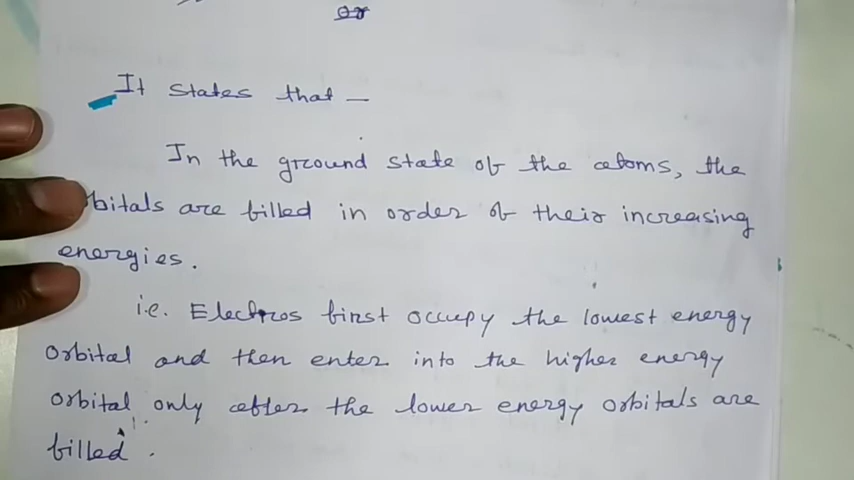 or
It states that —
In the ground state of the atoms, the
rbitals are filled in order of their increasing
energies.
i.e. Electros first occupy the lowest energy
orbital and then enter into the higher energy
orbital only after the lower energy orbitals are
filled.